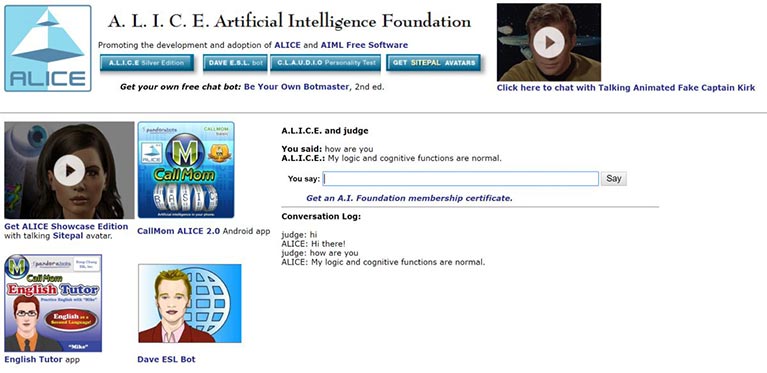 A. L. I. C. E. Artificial Intelligence Foundation
Promoting the development and adoption of ALICE and AIML Free Software
A.L.I.C.E Silver Edition
DAVE E.S.L. bot
C.L.A.U.D.I.O Personality Test
GET SITEPAL AVATARS
Get your own free chat bot: Be Your Own Botmaster, 2nd ed.
ALICE
Click here to chat with Talking Animated Fake Captain Kirk
Get ALICE Showcase Edition
with talking Sitepal avatar.
pandorabots
CALLMOM
ALICE
M
CallMom
BASIC
Artificial intelligence in your phone.
CallMom ALICE 2.0 Android app
pandorabots
M
CallMom
English Tutor
Practice English with "Mike"
English as a
Second Language!
"Mike"
English Tutor app
Dave ESL Bot
A.L.I.C.E. and judge
You said: how are you
A.L.I.C.E.: My logic and cognitive functions are normal.
You say:
Say
Get an A.I. Foundation membership certificate.
Conversation Log:
judge: hi
ALICE: Hi there!
judge: how are you
ALICE: My logic and cognitive functions are normal.